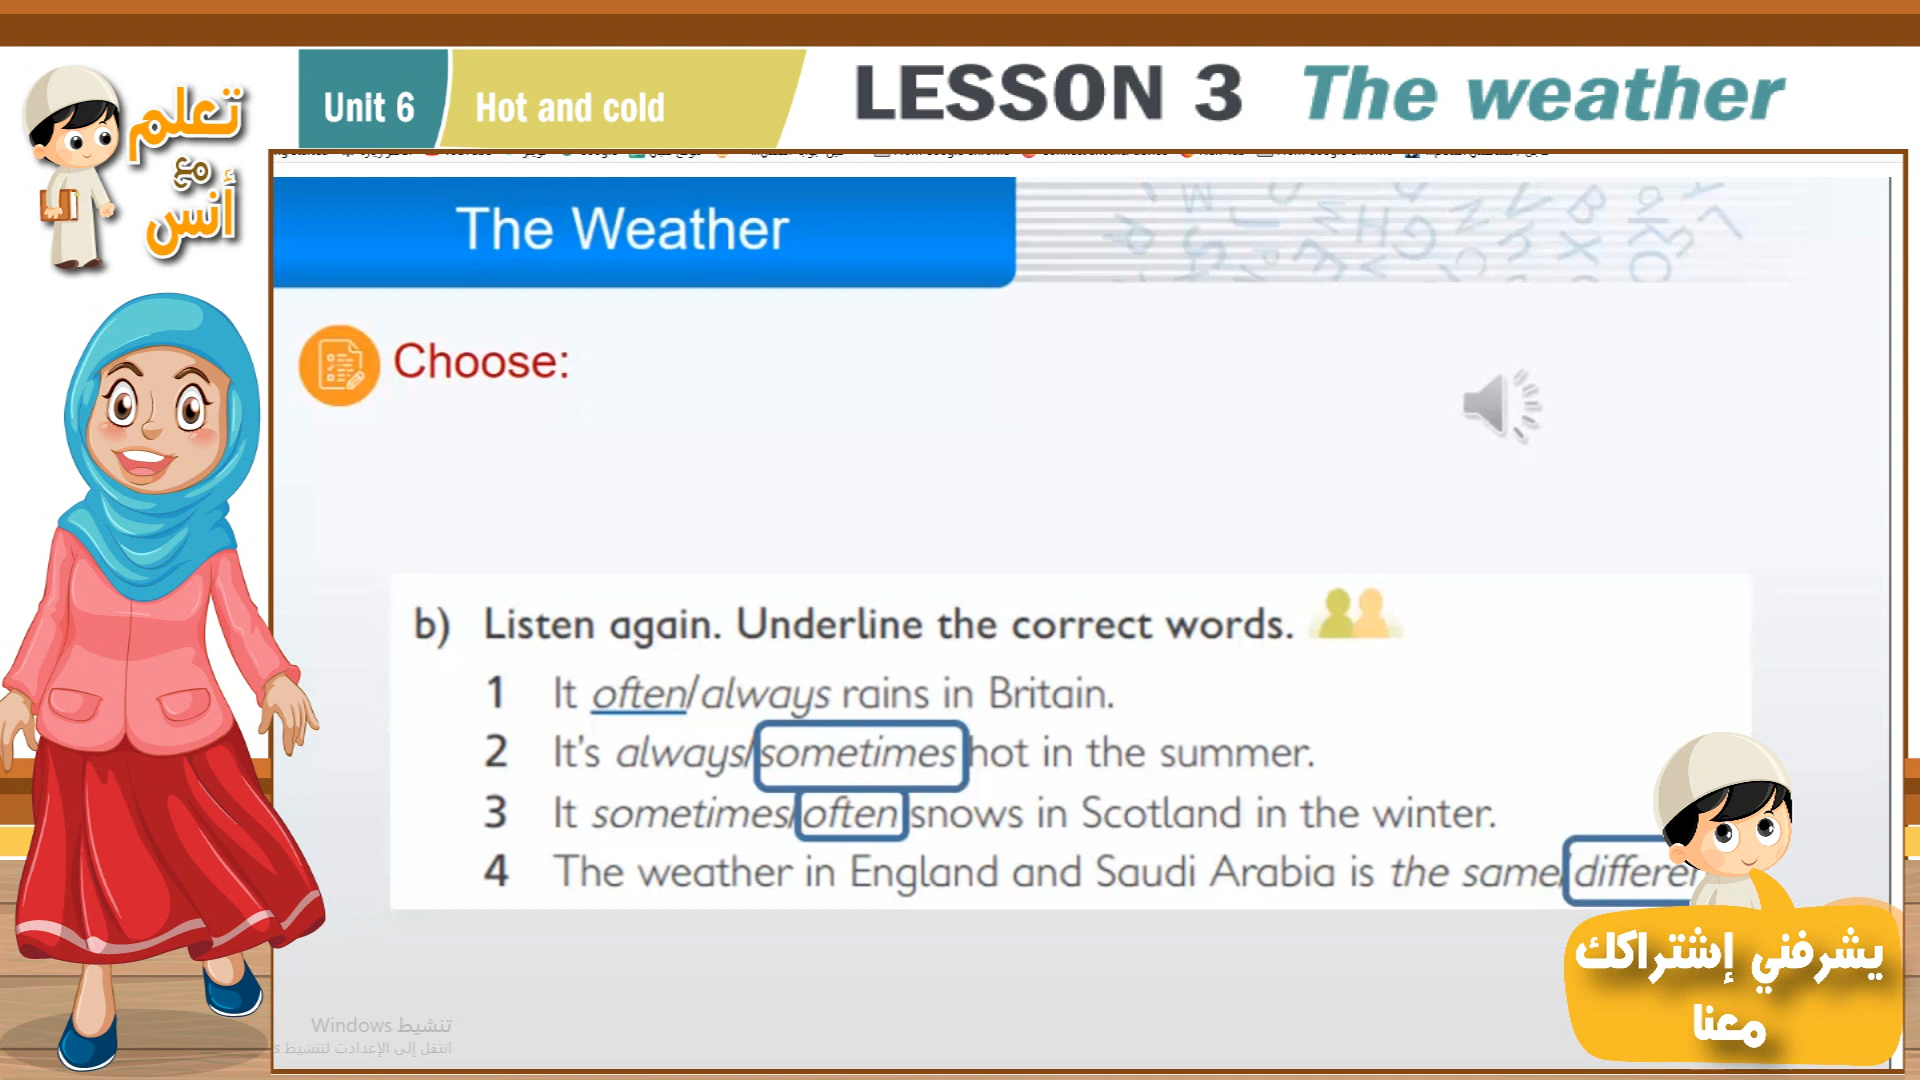 تعلم
مع
أنس
Unit 6 Hot and cold LESSON 3 The weather
The Weather
Choose:
b) Listen again. Underline the correct words.
1 It often/always rains in Britain.
2 It's always/sometimes hot in the summer.
3 It sometimes/often snows in Scotland in the winter.
4 The weather in England and Saudi Arabia is the same/differe
يشرفني إشتراكك
معنا
تنشيط Windows
انتقل إلى الإعدادات لتنشيط s